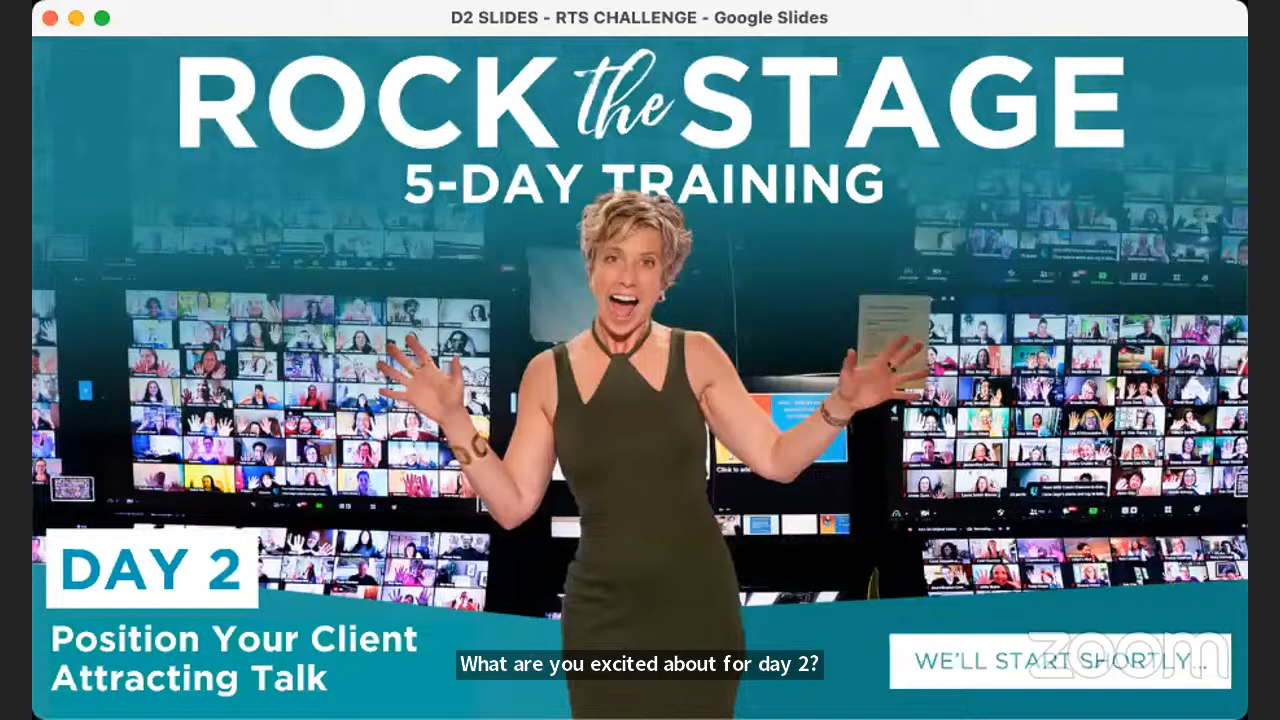 D2 SLIDES - RTS CHALLENGE - Google Slides
ROCK the STAGE
5-DAY TRAINING
DAY 2
Position Your Client
Attracting Talk
What are you excited about for day 2?
WE'LL START SHORTLY...
zoom